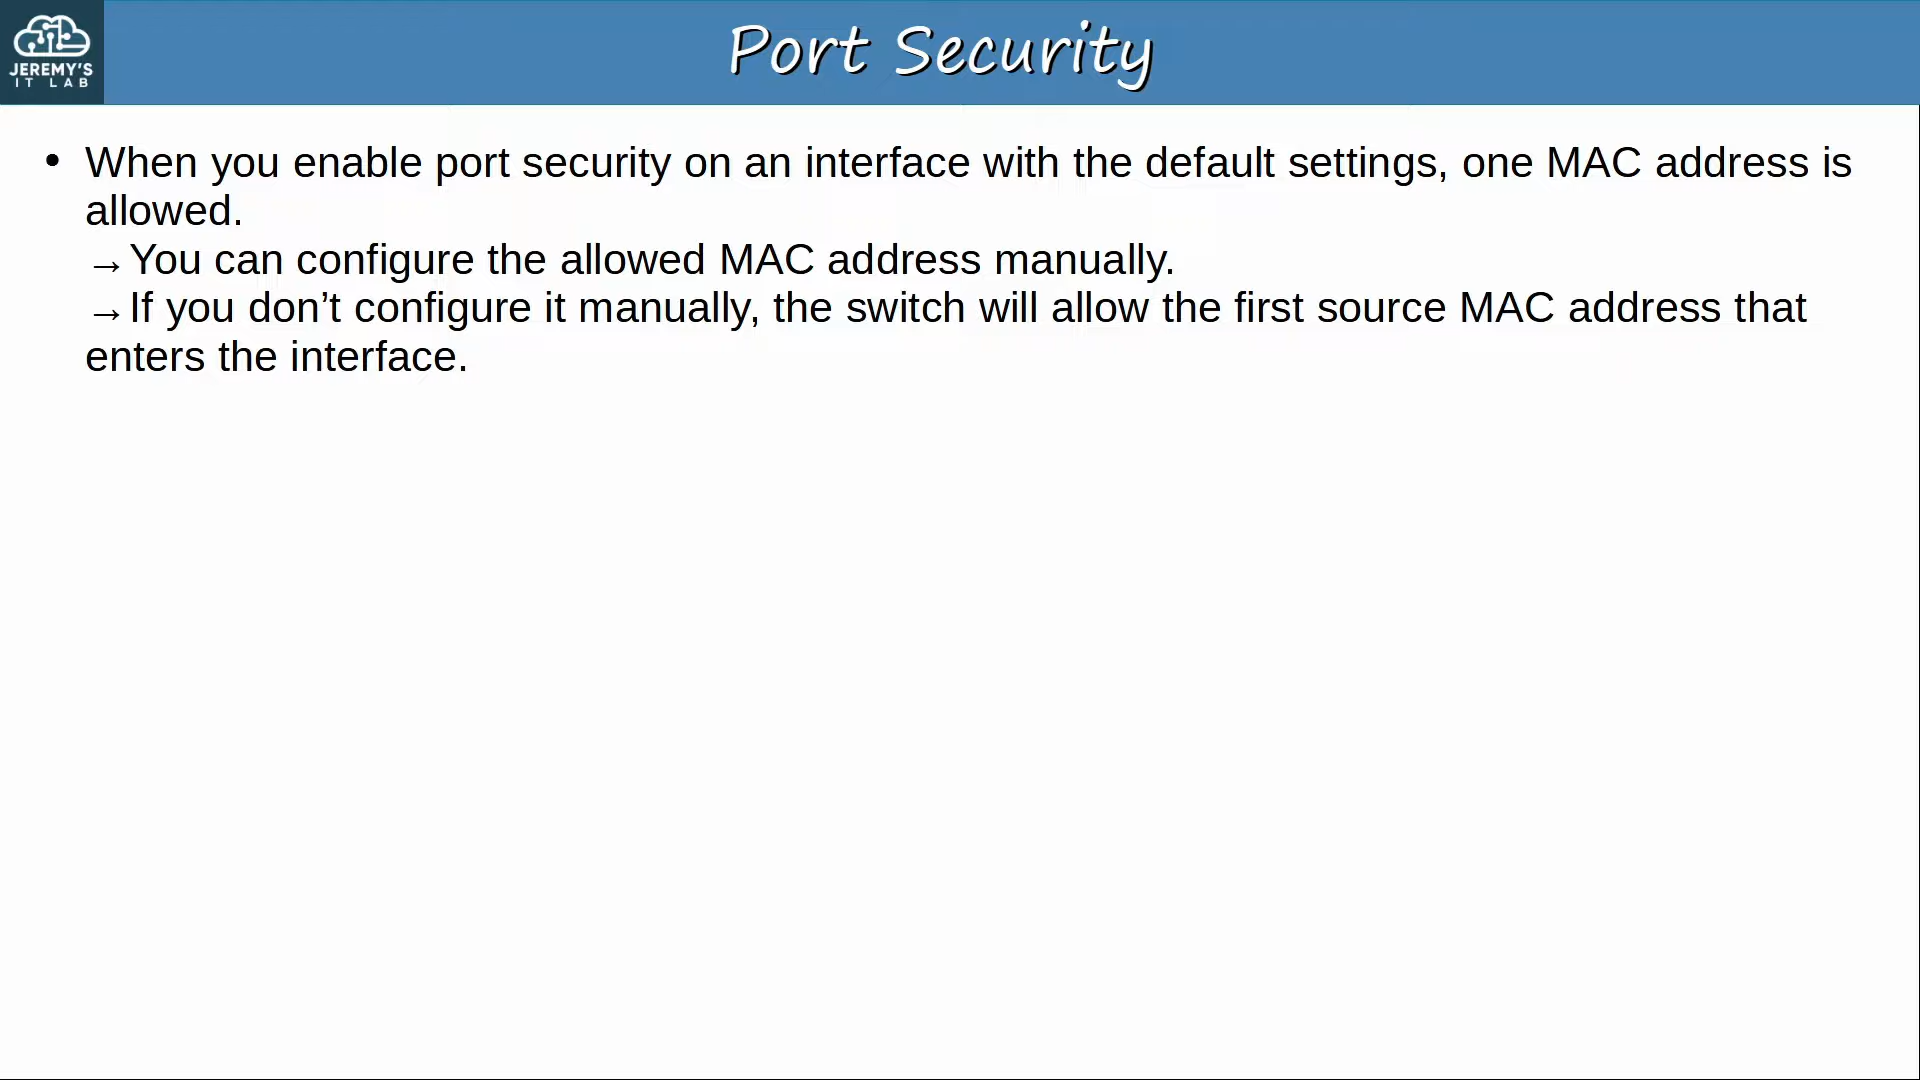 JEREMY'S
IT LAB
Port Security
• When you enable port security on an interface with the default settings, one MAC address is
allowed.
→You can configure the allowed MAC address manually.
→If you don’t configure it manually, the switch will allow the first source MAC address that
enters the interface.